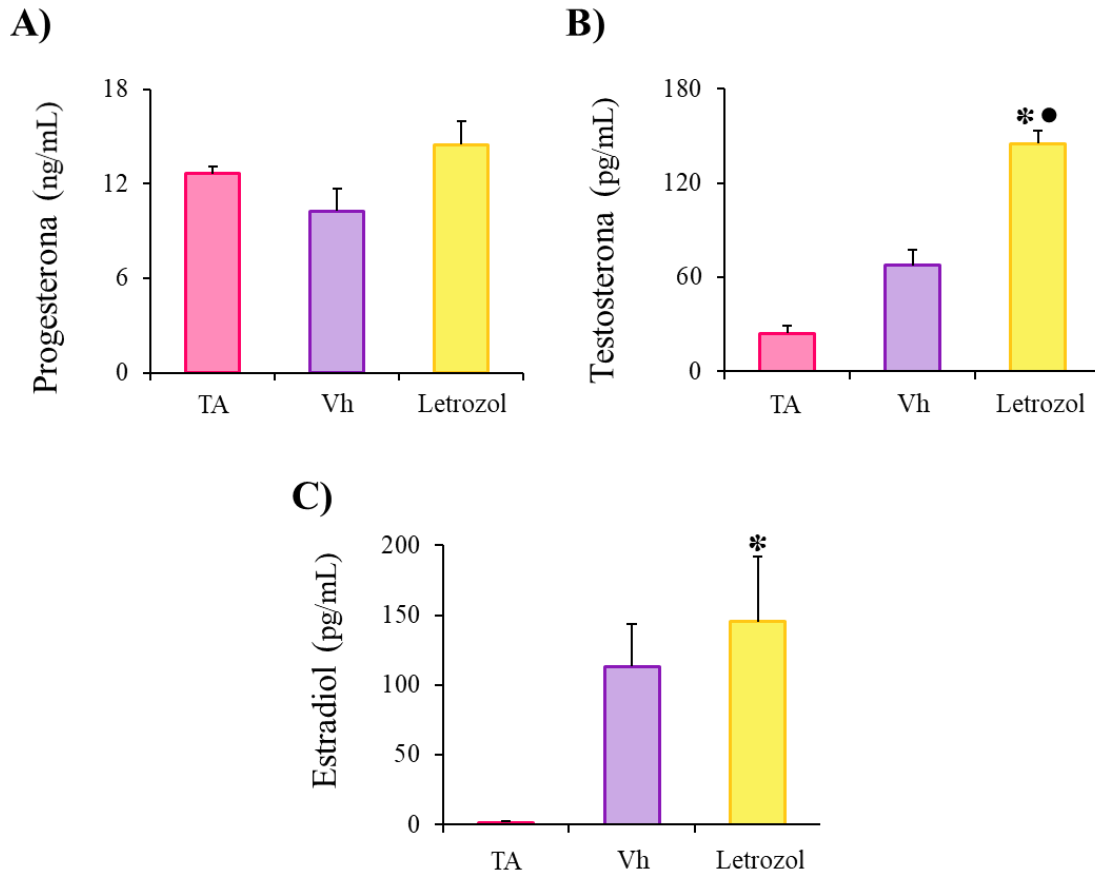 A)
Progesterona (ng/mL)
18
12
6
0
TA Vh Letrozol
B)
Testosterona (pg/mL)
180
120
60
0
* ●
TA Vh Letrozol
C)
Estradiol (pg/mL)
200
150
100
50
0
*
TA Vh Letrozol